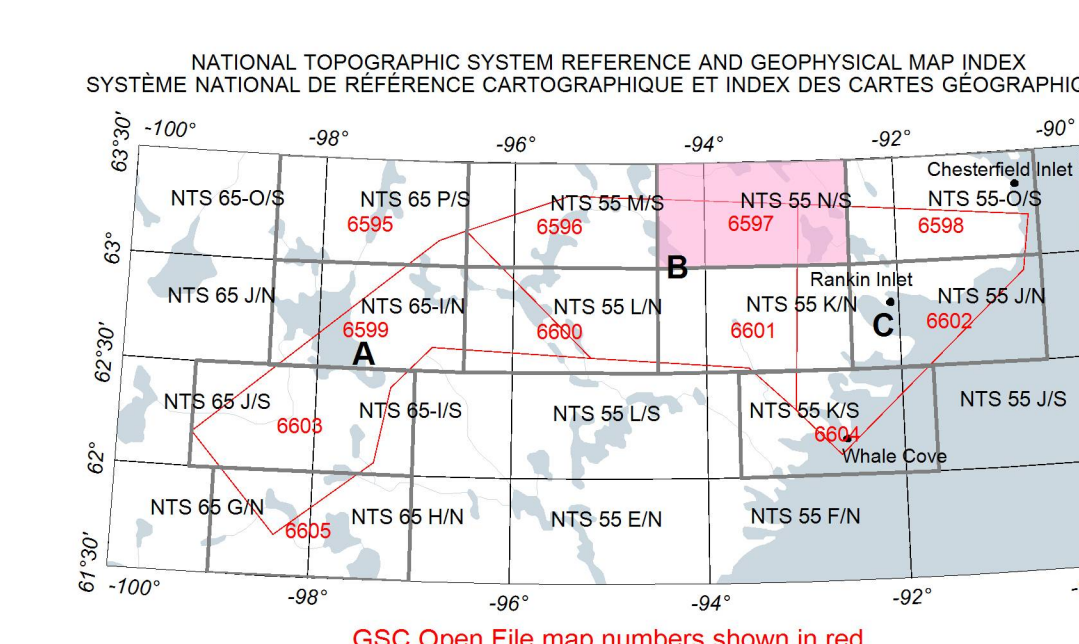 NATIONAL TOPOGRAPHIC SYSTEM REFERENCE AND GEOPHYSICAL MAP INDEX
SYSTÈME NATIONAL DE RÉFÉRENCE CARTOGRAPHIQUE ET INDEX DES CARTES GÉOGRAPHIQ
63°30' -100° -98° -96° -94° -92° -90°
Chesterfield Inlet
NTS 65-O/S NTS 65 P/S NTS 55 M/S NTS 55 N/S NTS 55-O/S
6595 6596 6597 6598
63°
B
Rankin Inlet
NTS 65 J/N NTS 65-I/N NTS 55 L/N NTS 55 K/N NTS 55 J/N
6599 6600 6601 C 6602
62°30'
A
NTS 65 J/S NTS 65-I/S NTS 55 L/S NTS 55 K/S NTS 55 J/S
6603 6604
62°
Whale Cove
NTS 65 G/N NTS 65 H/N NTS 55 E/N NTS 55 F/N
6605
61°30'
-100° -98° -96° -94° -92° -
GSC Open File map numbers shown in red